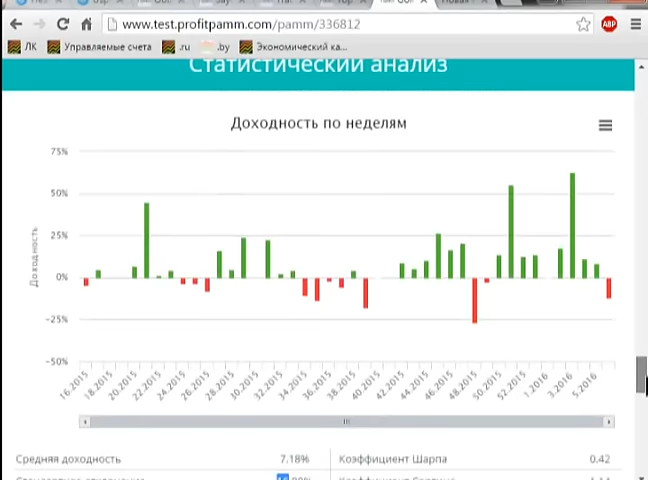 www.test.profitpamm.com/pamm/336812
ABP
ЛК Управляемые счета .ru .by Экономический ка...
Статистический анализ
Доходность по неделям
75%
50%
25%
0%
-25%
-50%
Доходность
16.2015 18.2015 20.2015 22.2015 24.2015 26.2015 28.2015 30.2015 32.2015 34.2015 36.2015 38.2015 40.2015 42.2015 44.2015 46.2015 48.2015 50.2015 52.2015 1.2016 3.2016 5.2016
Средняя доходность 7.18% Коэффициент Шарпа 0.42